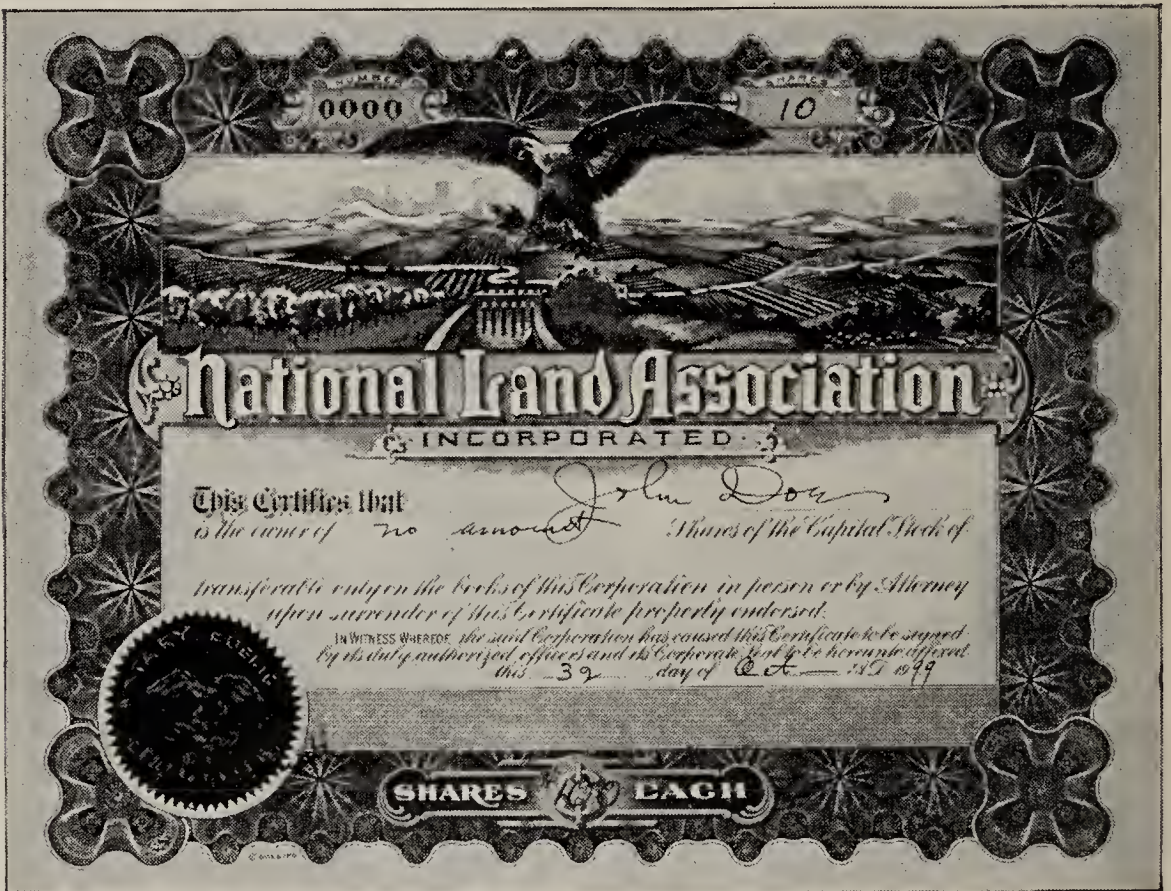 NUMBER
0000
SHARES
10
National Land Association
INCORPORATED
This Certifies that John Doe
is the owner of no amount Shares of the Capital Stock of
transferable only on the books of this Corporation in person or by Attorney
upon surrender of this Certificate properly endorsed.
IN WITNESS WHEREOF, the said Corporation has caused this Certificate to be signed
by its duly authorized officers and its Corporate Seal to be hereunto affixed
this 32 day of Oct A.D. 1999
NOTARY PUBLIC
SHARES EACH